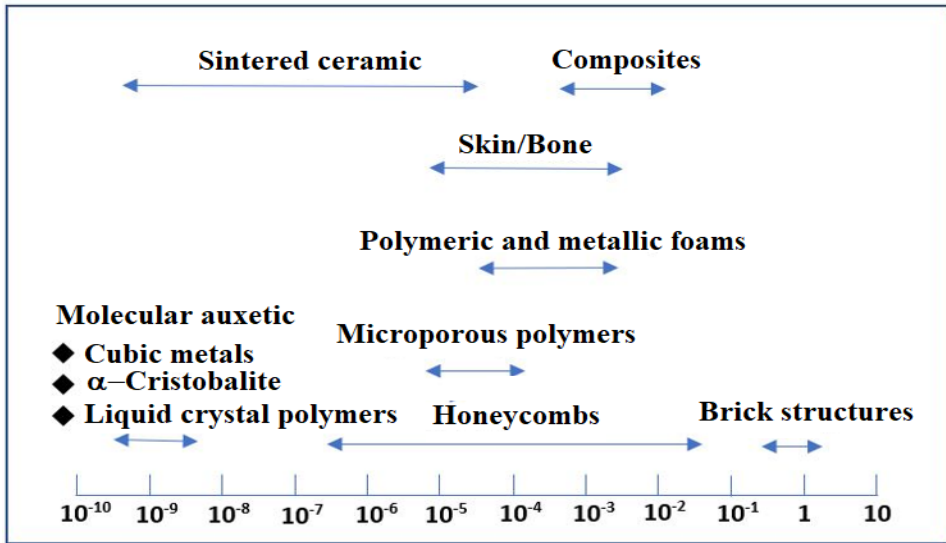 Sintered ceramic
Composites
Skin/Bone
Polymeric and metallic foams
Molecular auxetic
Cubic metals
α−Cristobalite
Liquid crystal polymers
Microporous polymers
Honeycombs
Brick structures
10⁻¹⁰ 10⁻⁹ 10⁻⁸ 10⁻⁷ 10⁻⁶ 10⁻⁵ 10⁻⁴ 10⁻³ 10⁻² 10⁻¹ 1 10